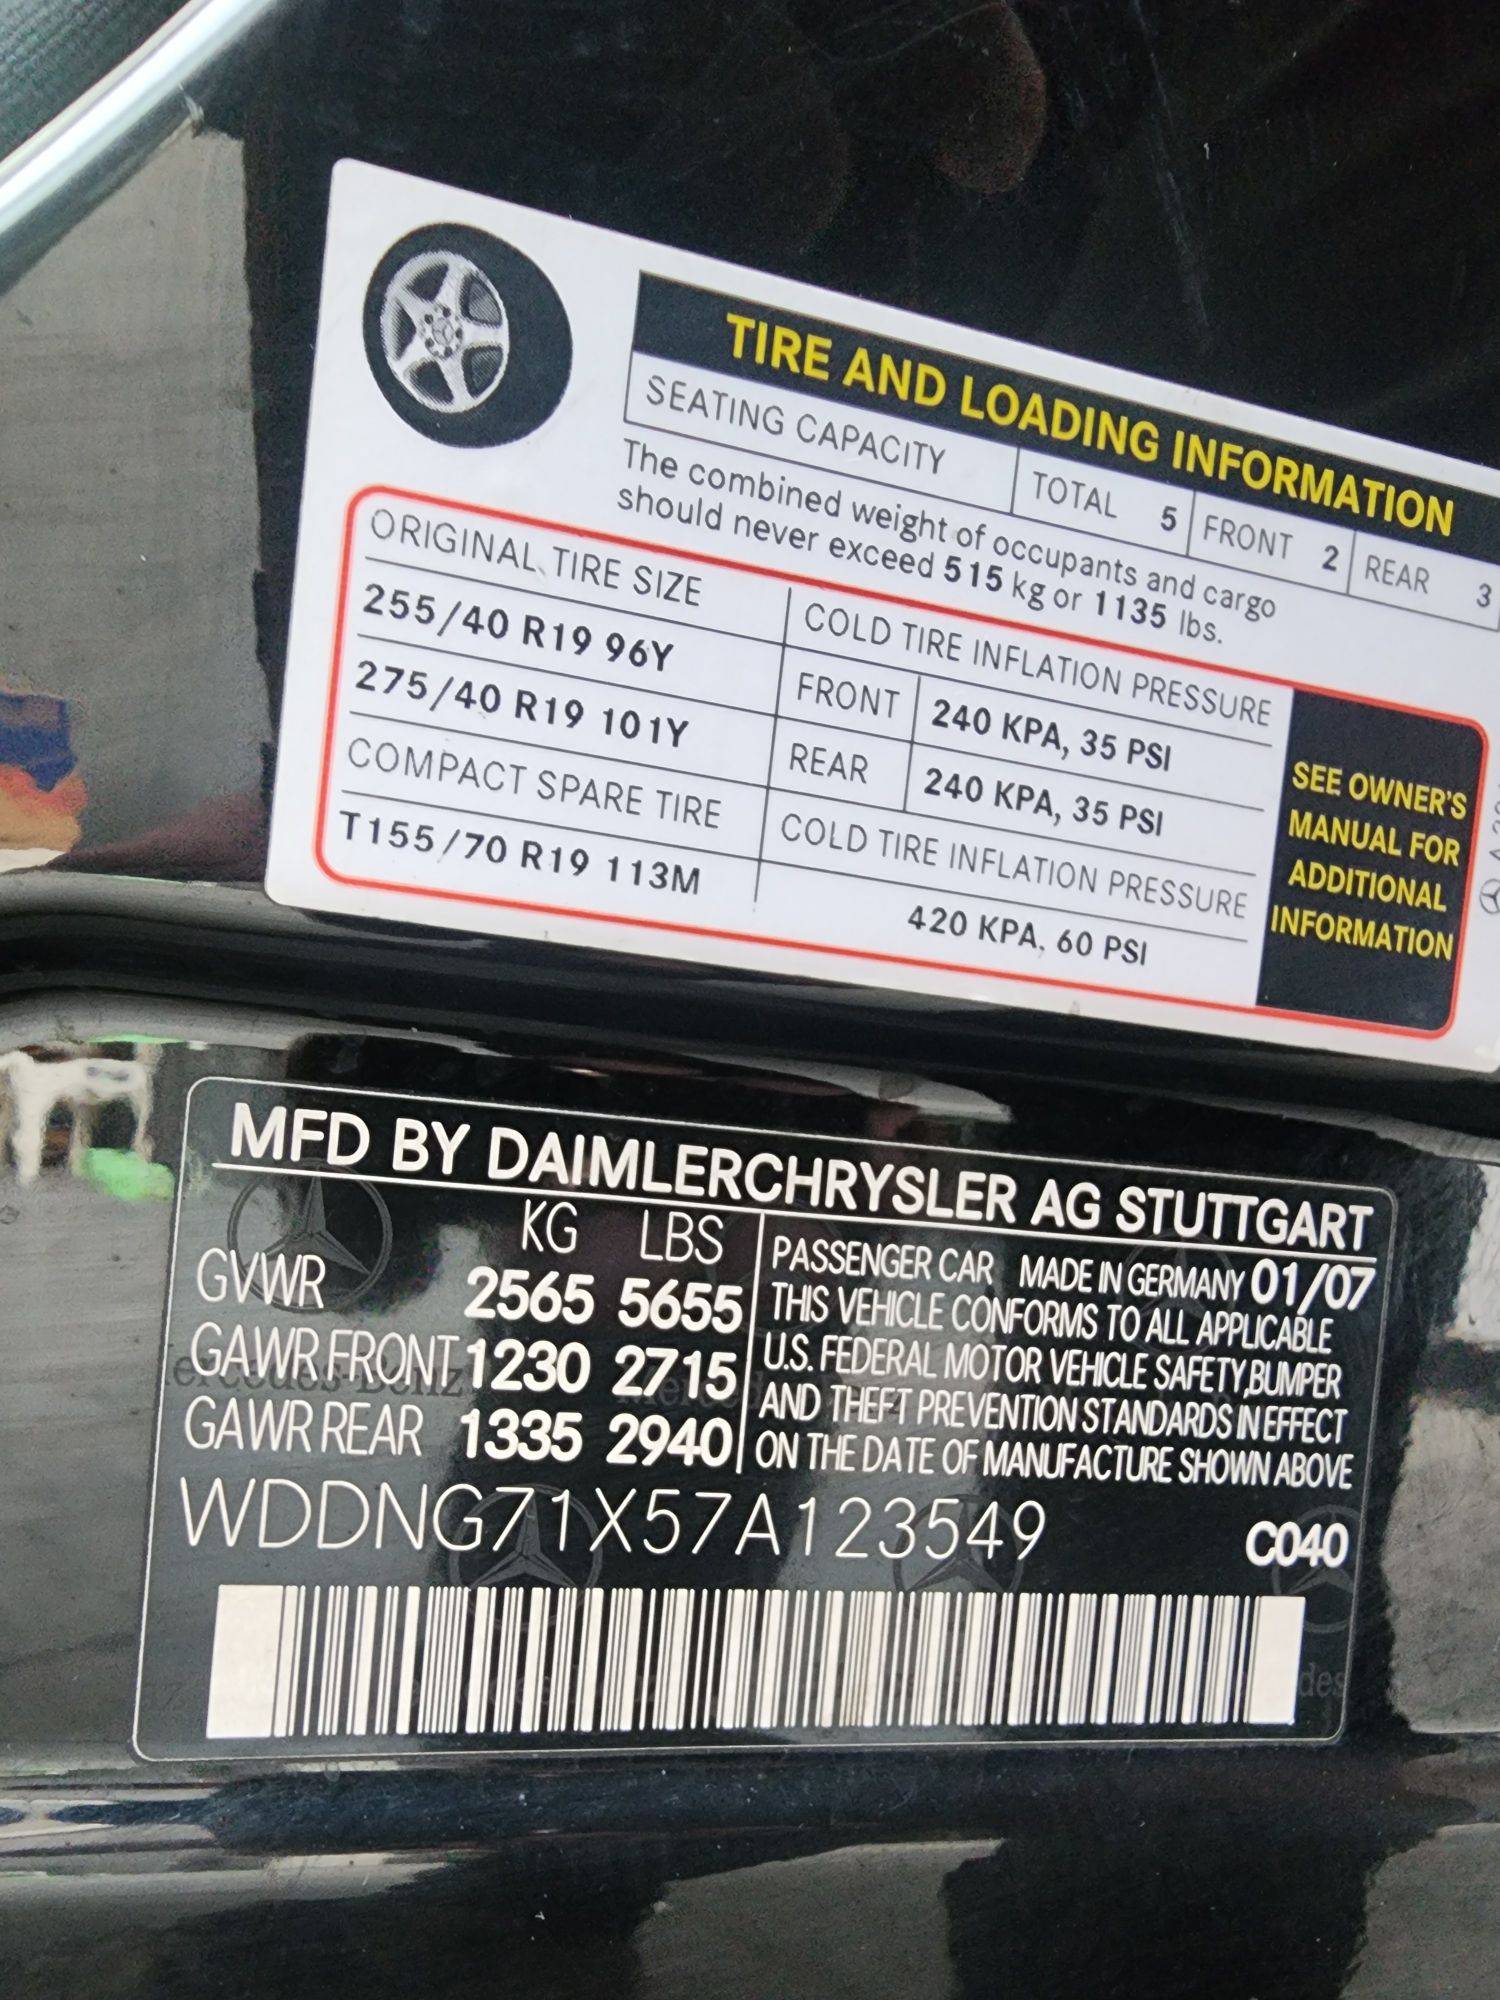 TIRE AND LOADING INFORMATION
SEATING CAPACITY TOTAL 5 FRONT 2 REAR 3
The combined weight of occupants and cargo
should never exceed 515 kg or 1135 lbs.
ORIGINAL TIRE SIZE COLD TIRE INFLATION PRESSURE
255/40 R19 96Y FRONT 240 KPA, 35 PSI
275/40 R19 101Y REAR 240 KPA, 35 PSI
COMPACT SPARE TIRE COLD TIRE INFLATION PRESSURE
T155/70 R19 113M 420 KPA, 60 PSI
SEE OWNER'S
MANUAL FOR
ADDITIONAL
INFORMATION
MFD BY DAIMLERCHRYSLER AG STUTTGART
KG LBS
GVWR 2565 5655
GAWR FRONT 1230 2715
GAWR REAR 1335 2940
PASSENGER CAR MADE IN GERMANY 01/07
THIS VEHICLE CONFORMS TO ALL APPLICABLE
U.S. FEDERAL MOTOR VEHICLE SAFETY,BUMPER
AND THEFT PREVENTION STANDARDS IN EFFECT
ON THE DATE OF MANUFACTURE SHOWN ABOVE
WDDNG71X57A123549 C040